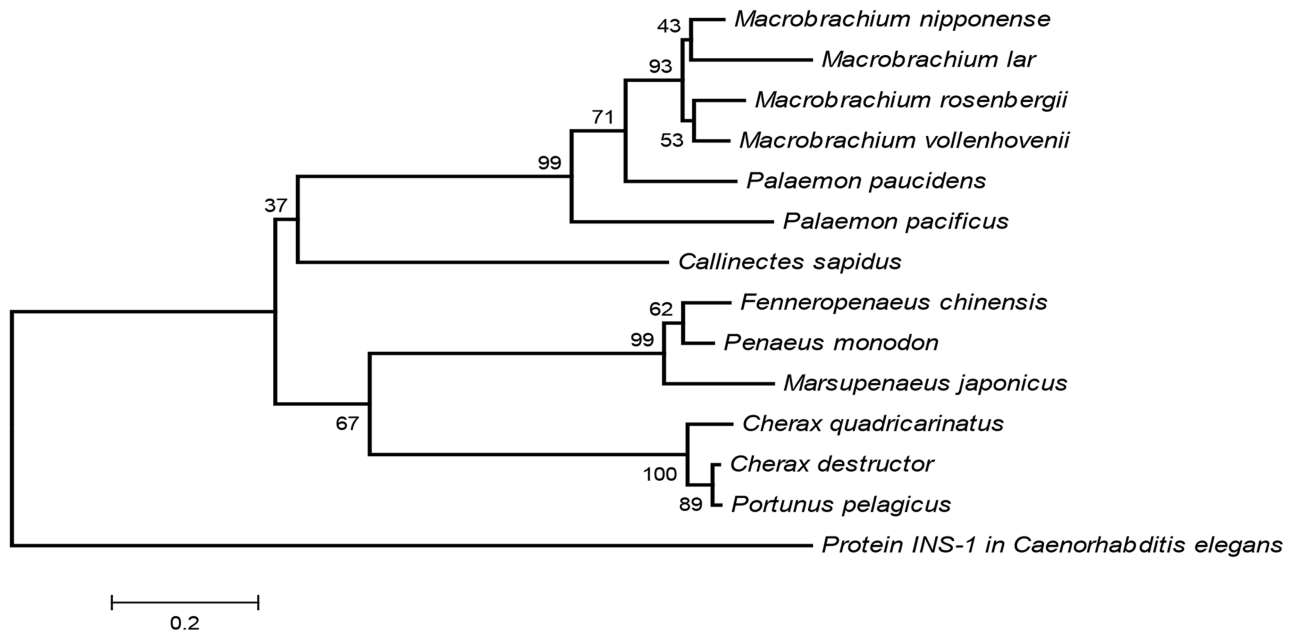 43 Macrobrachium nipponense
Macrobrachium lar
93
Macrobrachium rosenbergii
71
53 Macrobrachium vollenhovenii
99
Palaemon paucidens
37
Palaemon pacificus
Callinectes sapidus
62 Fenneropenaeus chinensis
99 Penaeus monodon
Marsupenaeus japonicus
67 Cherax quadricarinatus
100 Cherax destructor
89 Portunus pelagicus
Protein INS-1 in Caenorhabditis elegans
0.2